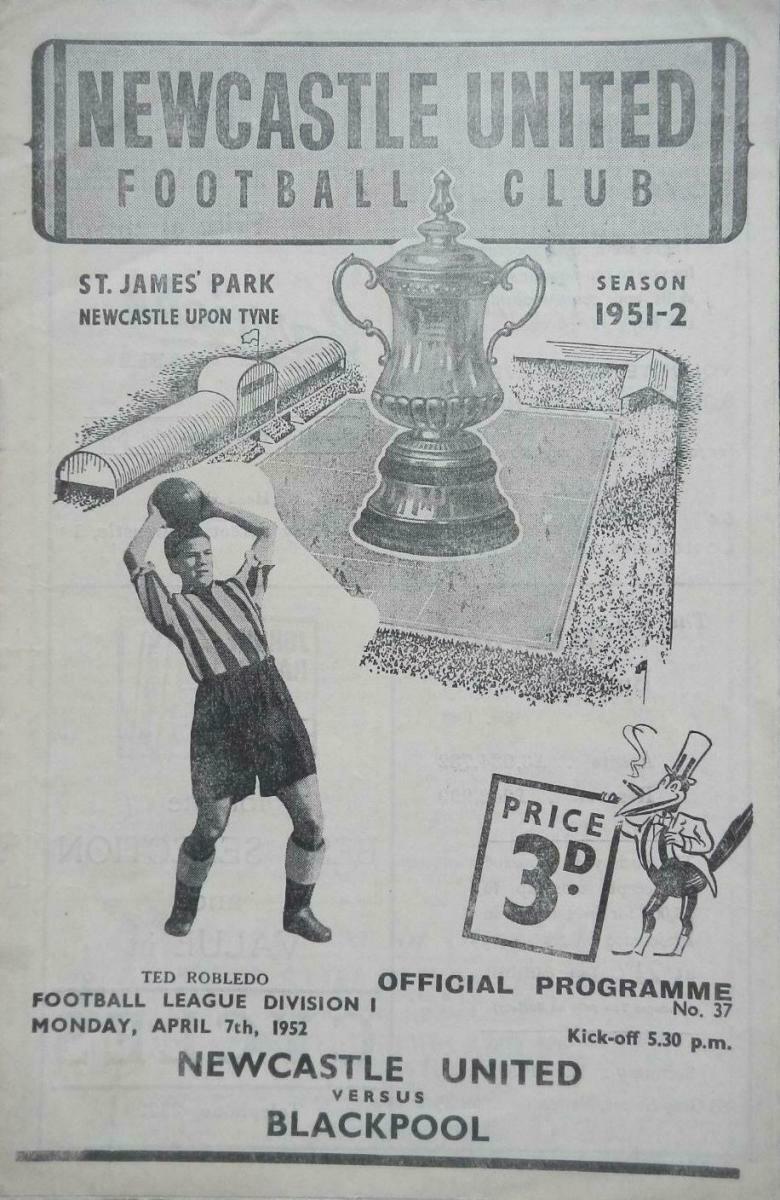 NEWCASTLE UNITED
FOOTBALL CLUB
ST. JAMES' PARK
NEWCASTLE UPON TYNE
SEASON
1951-2
PRICE
3D.
TED ROBLEDO
FOOTBALL LEAGUE DIVISION I
MONDAY, APRIL 7th, 1952
OFFICIAL PROGRAMME
No. 37
Kick-off 5.30 p.m.
NEWCASTLE UNITED
VERSUS
BLACKPOOL